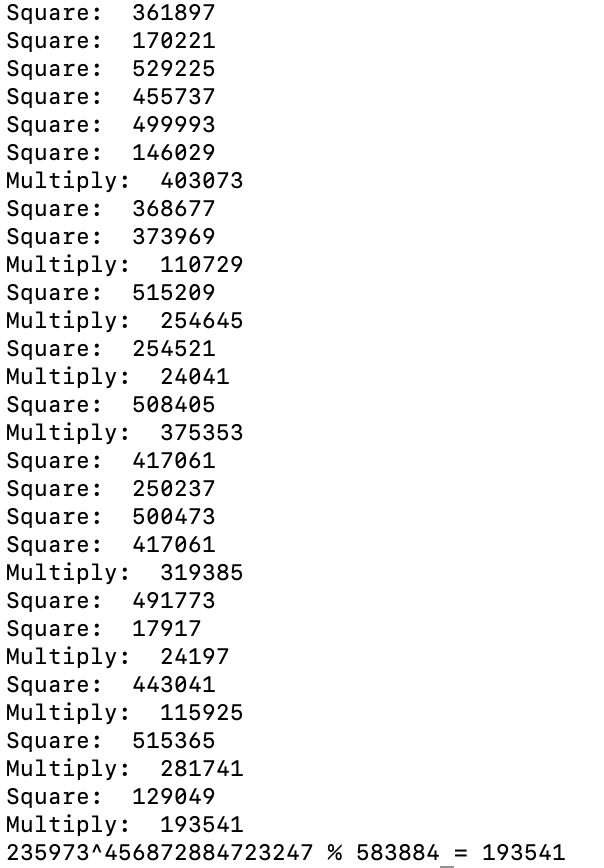 Square:  361897
Square:  170221
Square:  529225
Square:  455737
Square:  499993
Square:  146029
Multiply:  403073
Square:  368677
Square:  373969
Multiply:  110729
Square:  515209
Multiply:  254645
Square:  254521
Multiply:  24041
Square:  508405
Multiply:  375353
Square:  417061
Square:  250237
Square:  500473
Square:  417061
Multiply:  319385
Square:  491773
Square:  17917
Multiply:  24197
Square:  443041
Multiply:  115925
Square:  515365
Multiply:  281741
Square:  129049
Multiply:  193541
235973^456872884723247 % 583884 = 193541